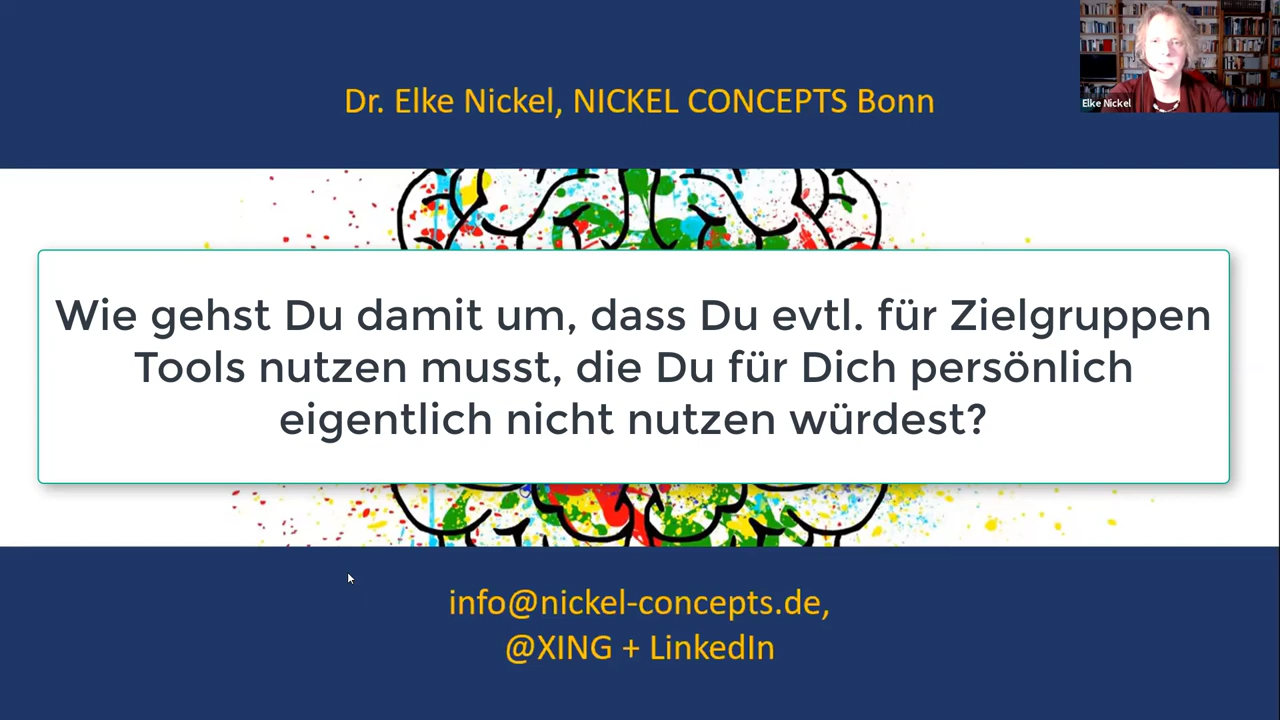 Dr. Elke Nickel, NICKEL CONCEPTS Bonn
Elke Nickel
Wie gehst Du damit um, dass Du evtl. für Zielgruppen
Tools nutzen musst, die Du für Dich persönlich
eigentlich nicht nutzen würdest?
info@nickel-concepts.de,
@XING + LinkedIn